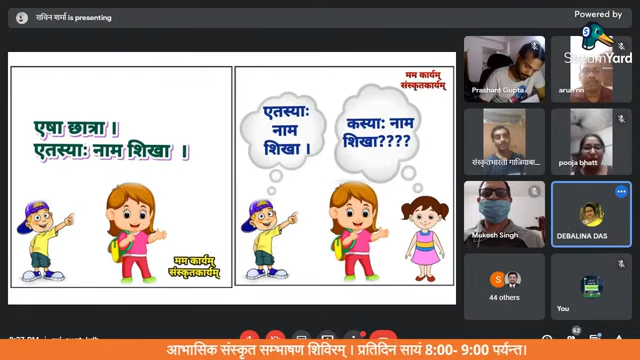 सचिन शर्मा is presenting
Powered by
StreamYard
एषा छात्रा ।
एतस्याः नाम शिखा ।
मम कार्यम्
संस्कृतकार्यम्
मम कार्यम्
संस्कृतकार्यम्
एतस्याः
नाम
शिखा ।
कस्याः नाम
शिखा????
Prashant Gupta...
arun nn
संस्कृतभारती गाजियाबा...
pooja bhatt
Mukesh Singh
DEBALINA DAS
S
44 others
You
62
आभासिक संस्कृत सम्भाषण शिविरम् । प्रतिदिन सायं 8:00- 9:00 पर्यन्त।